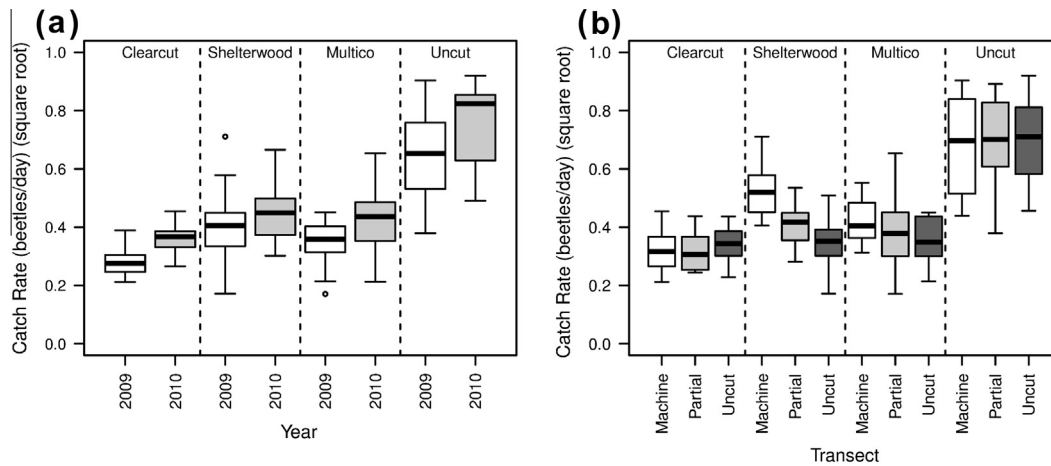 (a)
Catch Rate (beetles/day) (square root)
1.0
0.8
0.6
0.4
0.2
0.0
Clearcut Shelterwood Multico Uncut
2009 2010 2009 2010 2009 2010 2009 2010
Year
(b)
Catch Rate (beetles/day) (square root)
1.0
0.8
0.6
0.4
0.2
0.0
Clearcut Shelterwood Multico Uncut
Machine Partial Uncut Machine Partial Uncut Machine Partial Uncut Machine Partial Uncut
Transect